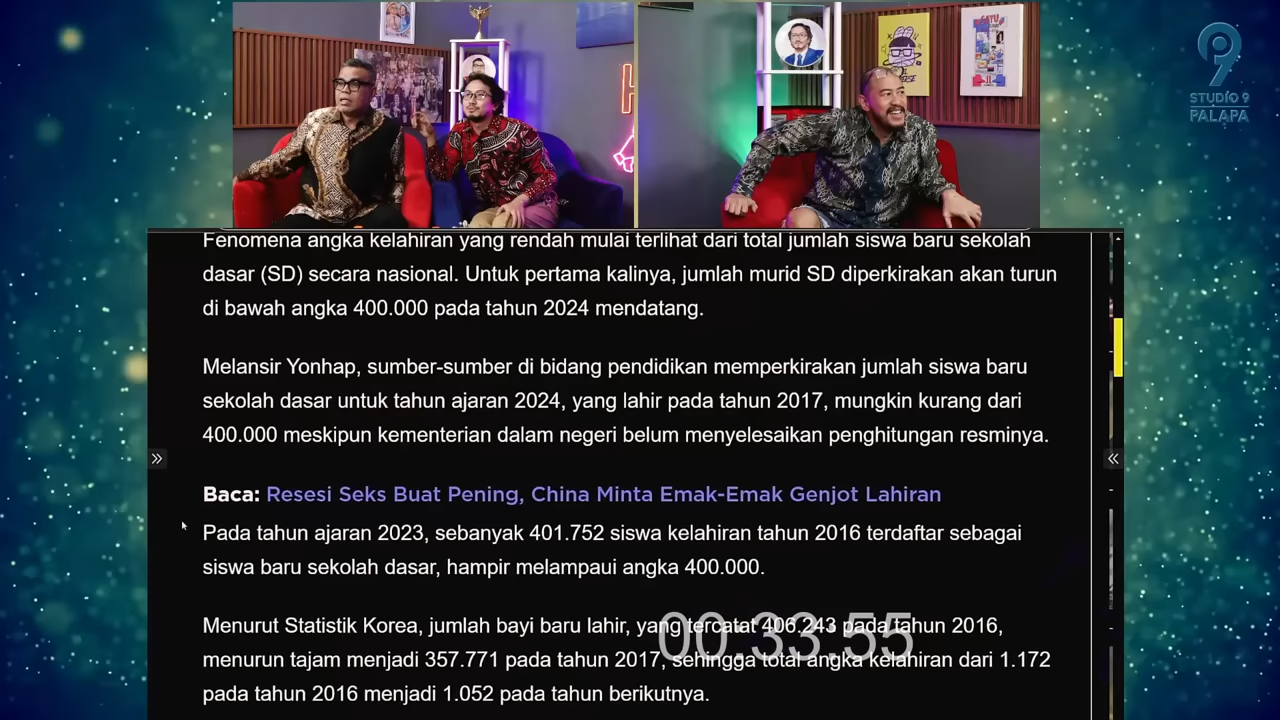 STUDIO 9
PALAPA
Fenomena angka kelahiran yang rendah mulai terlihat dari total jumlah siswa baru sekolah
dasar (SD) secara nasional. Untuk pertama kalinya, jumlah murid SD diperkirakan akan turun
di bawah angka 400.000 pada tahun 2024 mendatang.
Melansir Yonhap, sumber-sumber di bidang pendidikan memperkirakan jumlah siswa baru
sekolah dasar untuk tahun ajaran 2024, yang lahir pada tahun 2017, mungkin kurang dari
400.000 meskipun kementerian dalam negeri belum menyelesaikan penghitungan resminya.
Baca: Resesi Seks Buat Pening, China Minta Emak-Emak Genjot Lahiran
Pada tahun ajaran 2023, sebanyak 401.752 siswa kelahiran tahun 2016 terdaftar sebagai
siswa baru sekolah dasar, hampir melampaui angka 400.000.
Menurut Statistik Korea, jumlah bayi baru lahir, yang tercatat 406.243 pada tahun 2016,
menurun tajam menjadi 357.771 pada tahun 2017, sehingga total angka kelahiran dari 1.172
pada tahun 2016 menjadi 1.052 pada tahun berikutnya.
00:33:55